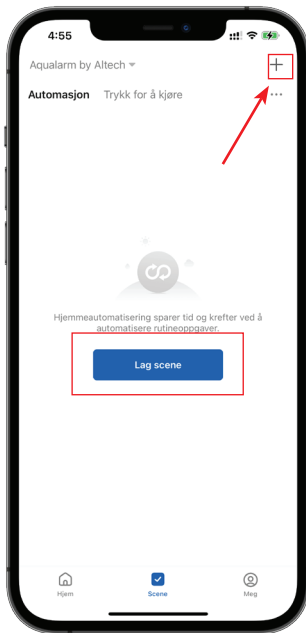 4:55
Aqualarm by Altech
Automasjon Trykk for å kjøre
Hjemmeautomatisering sparer tid og krefter ved å
automatisere rutineoppgaver.
Lag scene
Hjem Scene Meg